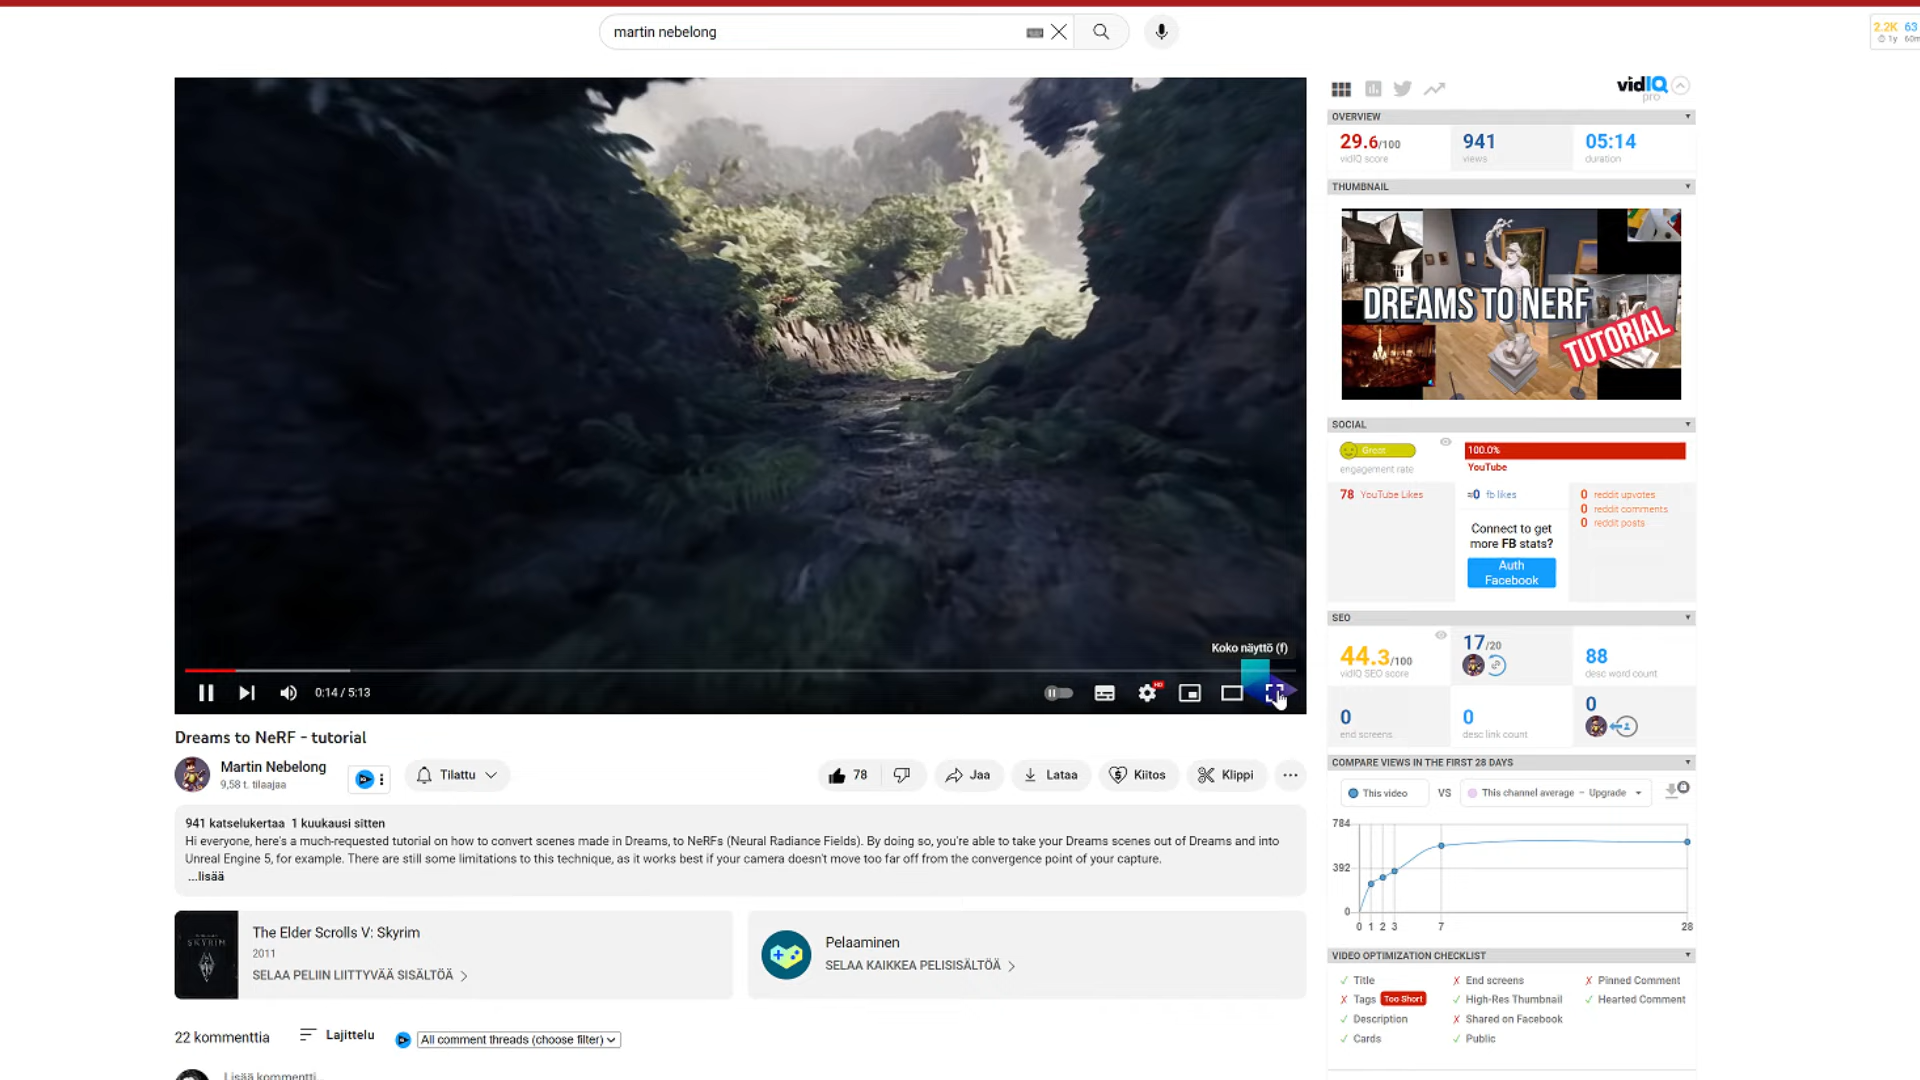 martin nebelong
2.2K 63
1y 60m
Koko näyttö (f)
HD
0:14 / 5:13
Dreams to NeRF - tutorial
Martin Nebelong
9,58 t. tilaajaa
Tilattu
78
Jaa
Lataa
Kiitos
Klippi
941 katselukertaa 1 kuukausi sitten
Hi everyone, here's a much-requested tutorial on how to convert scenes made in Dreams, to NeRFs (Neural Radiance Fields). By doing so, you're able to take your Dreams scenes out of Dreams and into
Unreal Engine 5, for example. There are still some limitations to this technique, as it works best if your camera doesn't move too far off from the convergence point of your capture.
...lisää
SKYRIM
The Elder Scrolls V: Skyrim
2011
SELAA PELIIN LIITTYVÄÄ SISÄLTÖÄ
Pelaaminen
SELAA KAIKKEA PELISISÄLTÖÄ
22 kommenttia
Lajittelu
All comment threads (choose filter)
Lisää kommentti...
vidIQ
pro
OVERVIEW
29.6/100
vidIQ score
941
views
05:14
duration
THUMBNAIL
DREAMS TO NERF
TUTORIAL
SOCIAL
Great
engagement rate
100.0%
YouTube
78 YouTube Likes
≈0 fb likes
0 reddit upvotes
0 reddit comments
0 reddit posts
Connect to get
more FB stats?
Auth
Facebook
SEO
44.3/100
vidIQ SEO score
17/20
88
desc word count
0
end screens
0
desc link count
0
COMPARE VIEWS IN THE FIRST 28 DAYS
This video
VS
This channel average - Upgrade
784
392
0
0 1 2 3 7 28
VIDEO OPTIMIZATION CHECKLIST
Title
Tags Too Short
Description
Cards
End screens
High-Res Thumbnail
Shared on Facebook
Public
Pinned Comment
Hearted Comment